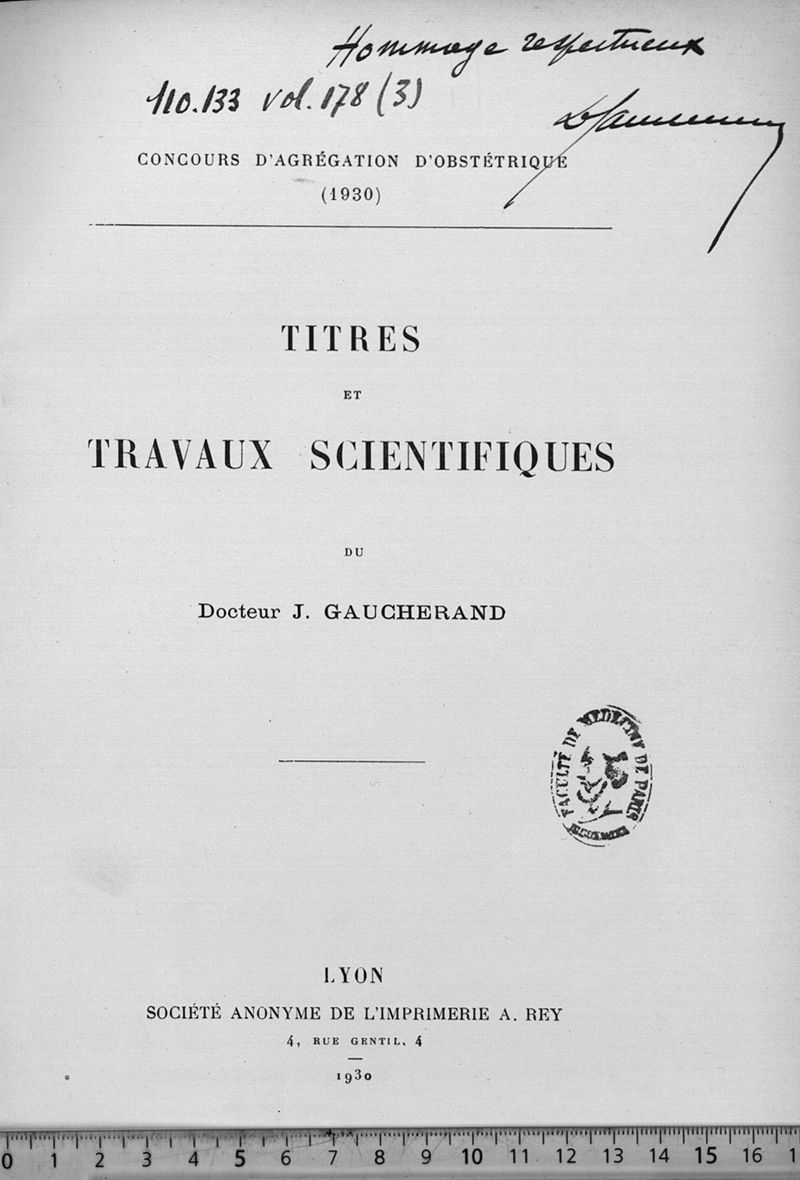 Hommage respectueux
110.133 vol. 178 (3)
CONCOURS D'AGRÉGATION D'OBSTÉTRIQUE
(1930)
TITRES
ET
TRAVAUX SCIENTIFIQUES
DU
Docteur J. GAUCHERAND
FACULTÉ DE MEDECINE DE PARIS
LYON
SOCIÉTÉ ANONYME DE L'IMPRIMERIE A. REY
4, RUE GENTIL, 4
1930
0 1 2 3 4 5 6 7 8 9 10 11 12 13 14 15 16 1